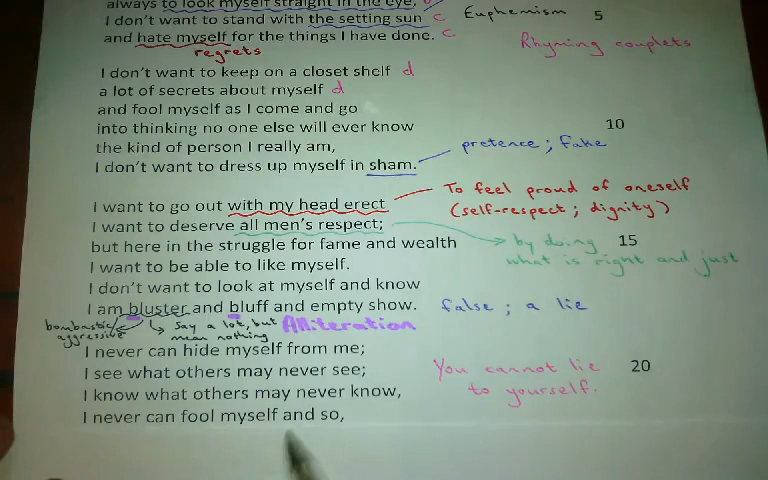 always to look myself straight in the eye,
I don't want to stand with the setting sun c Euphemism 5
and hate myself for the things I have done. c
regrets
Rhyming couplets
I don't want to keep on a closet shelf d
a lot of secrets about myself d
and fool myself as I come and go
into thinking no one else will ever know 10
the kind of person I really am, pretence ; fake
I don't want to dress up myself in sham.
To feel proud of oneself
I want to go out with my head erect (self-respect ; dignity)
I want to deserve all men's respect;
but here in the struggle for fame and wealth by doing 15
what is right and just
I want to be able to like myself.
I don't want to look at myself and know
I am bluster and bluff and empty show. false ; a lie
bombastic/ aggressive
Say a lot, but mean nothing
Alliteration
I never can hide myself from me;
I see what others may never see; You cannot lie 20
I know what others may never know, to yourself.
I never can fool myself and so,